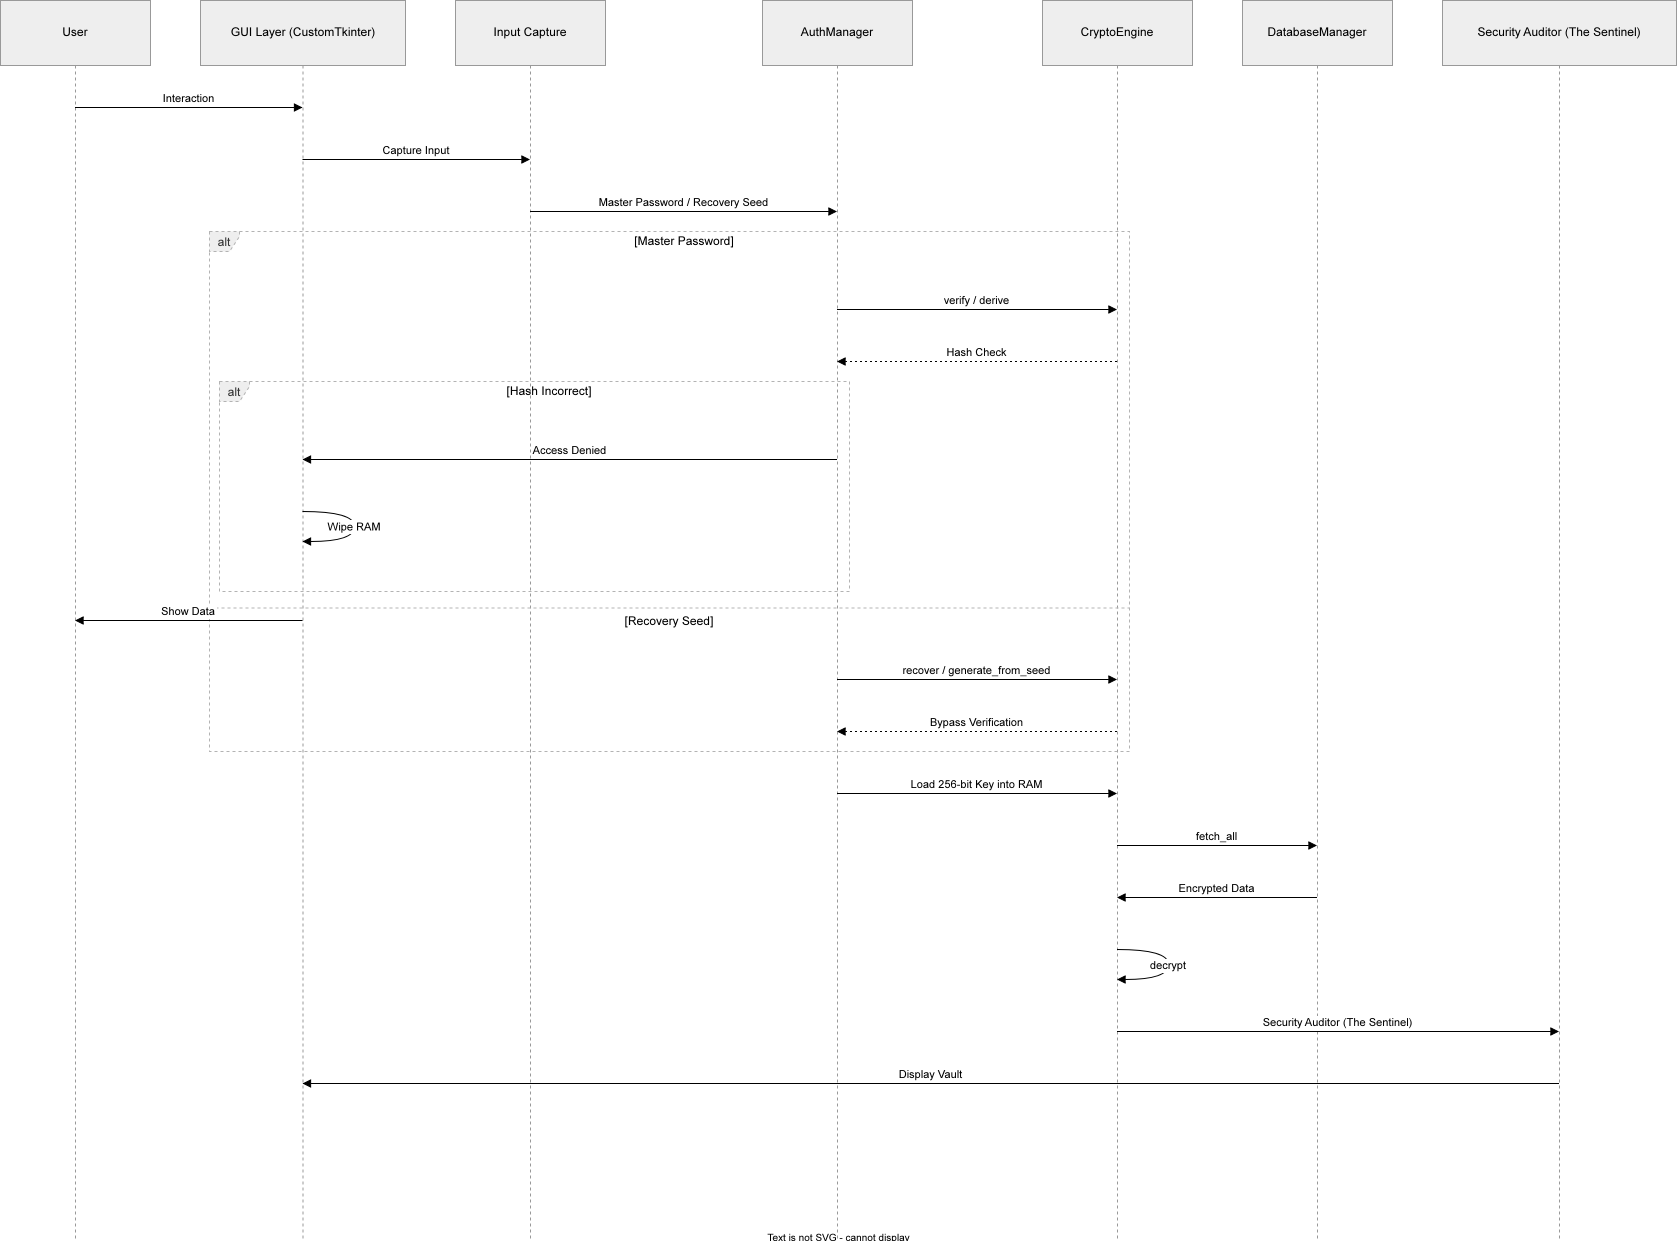 User
GUI Layer (CustomTkinter)
Input Capture
AuthManager
CryptoEngine
DatabaseManager
Security Auditor (The Sentinel)
Interaction
Capture Input
Master Password / Recovery Seed
alt
[Master Password]
verify / derive
Hash Check
alt
[Hash Incorrect]
Access Denied
Wipe RAM
Show Data
[Recovery Seed]
recover / generate_from_seed
Bypass Verification
Load 256-bit Key into RAM
fetch_all
Encrypted Data
decrypt
Security Auditor (The Sentinel)
Display Vault
Text is not SVG - cannot display